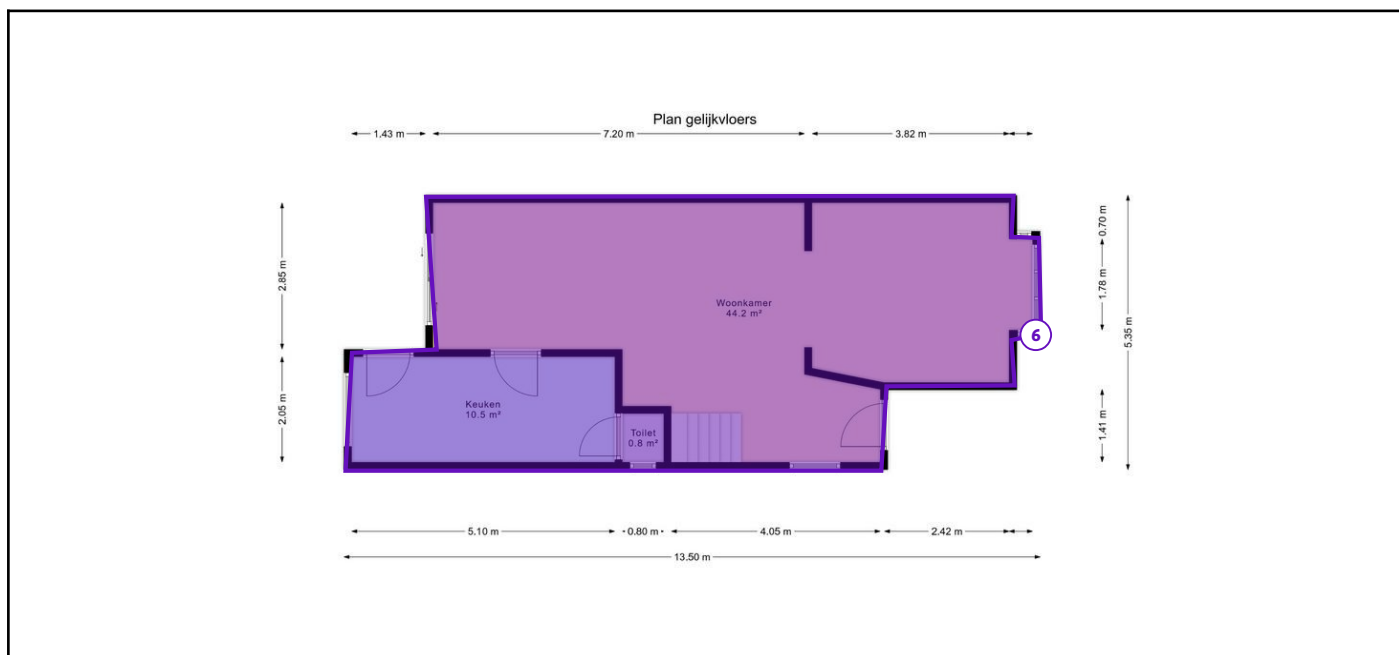 Plan gelijkvloers
1.43 m
7.20 m
3.82 m
2.85 m
2.05 m
0.70 m
1.78 m
1.41 m
5.35 m
Woonkamer
44.2 m²
6
Keuken
10.5 m²
Toilet
0.8 m²
5.10 m
0.80 m
4.05 m
2.42 m
13.50 m